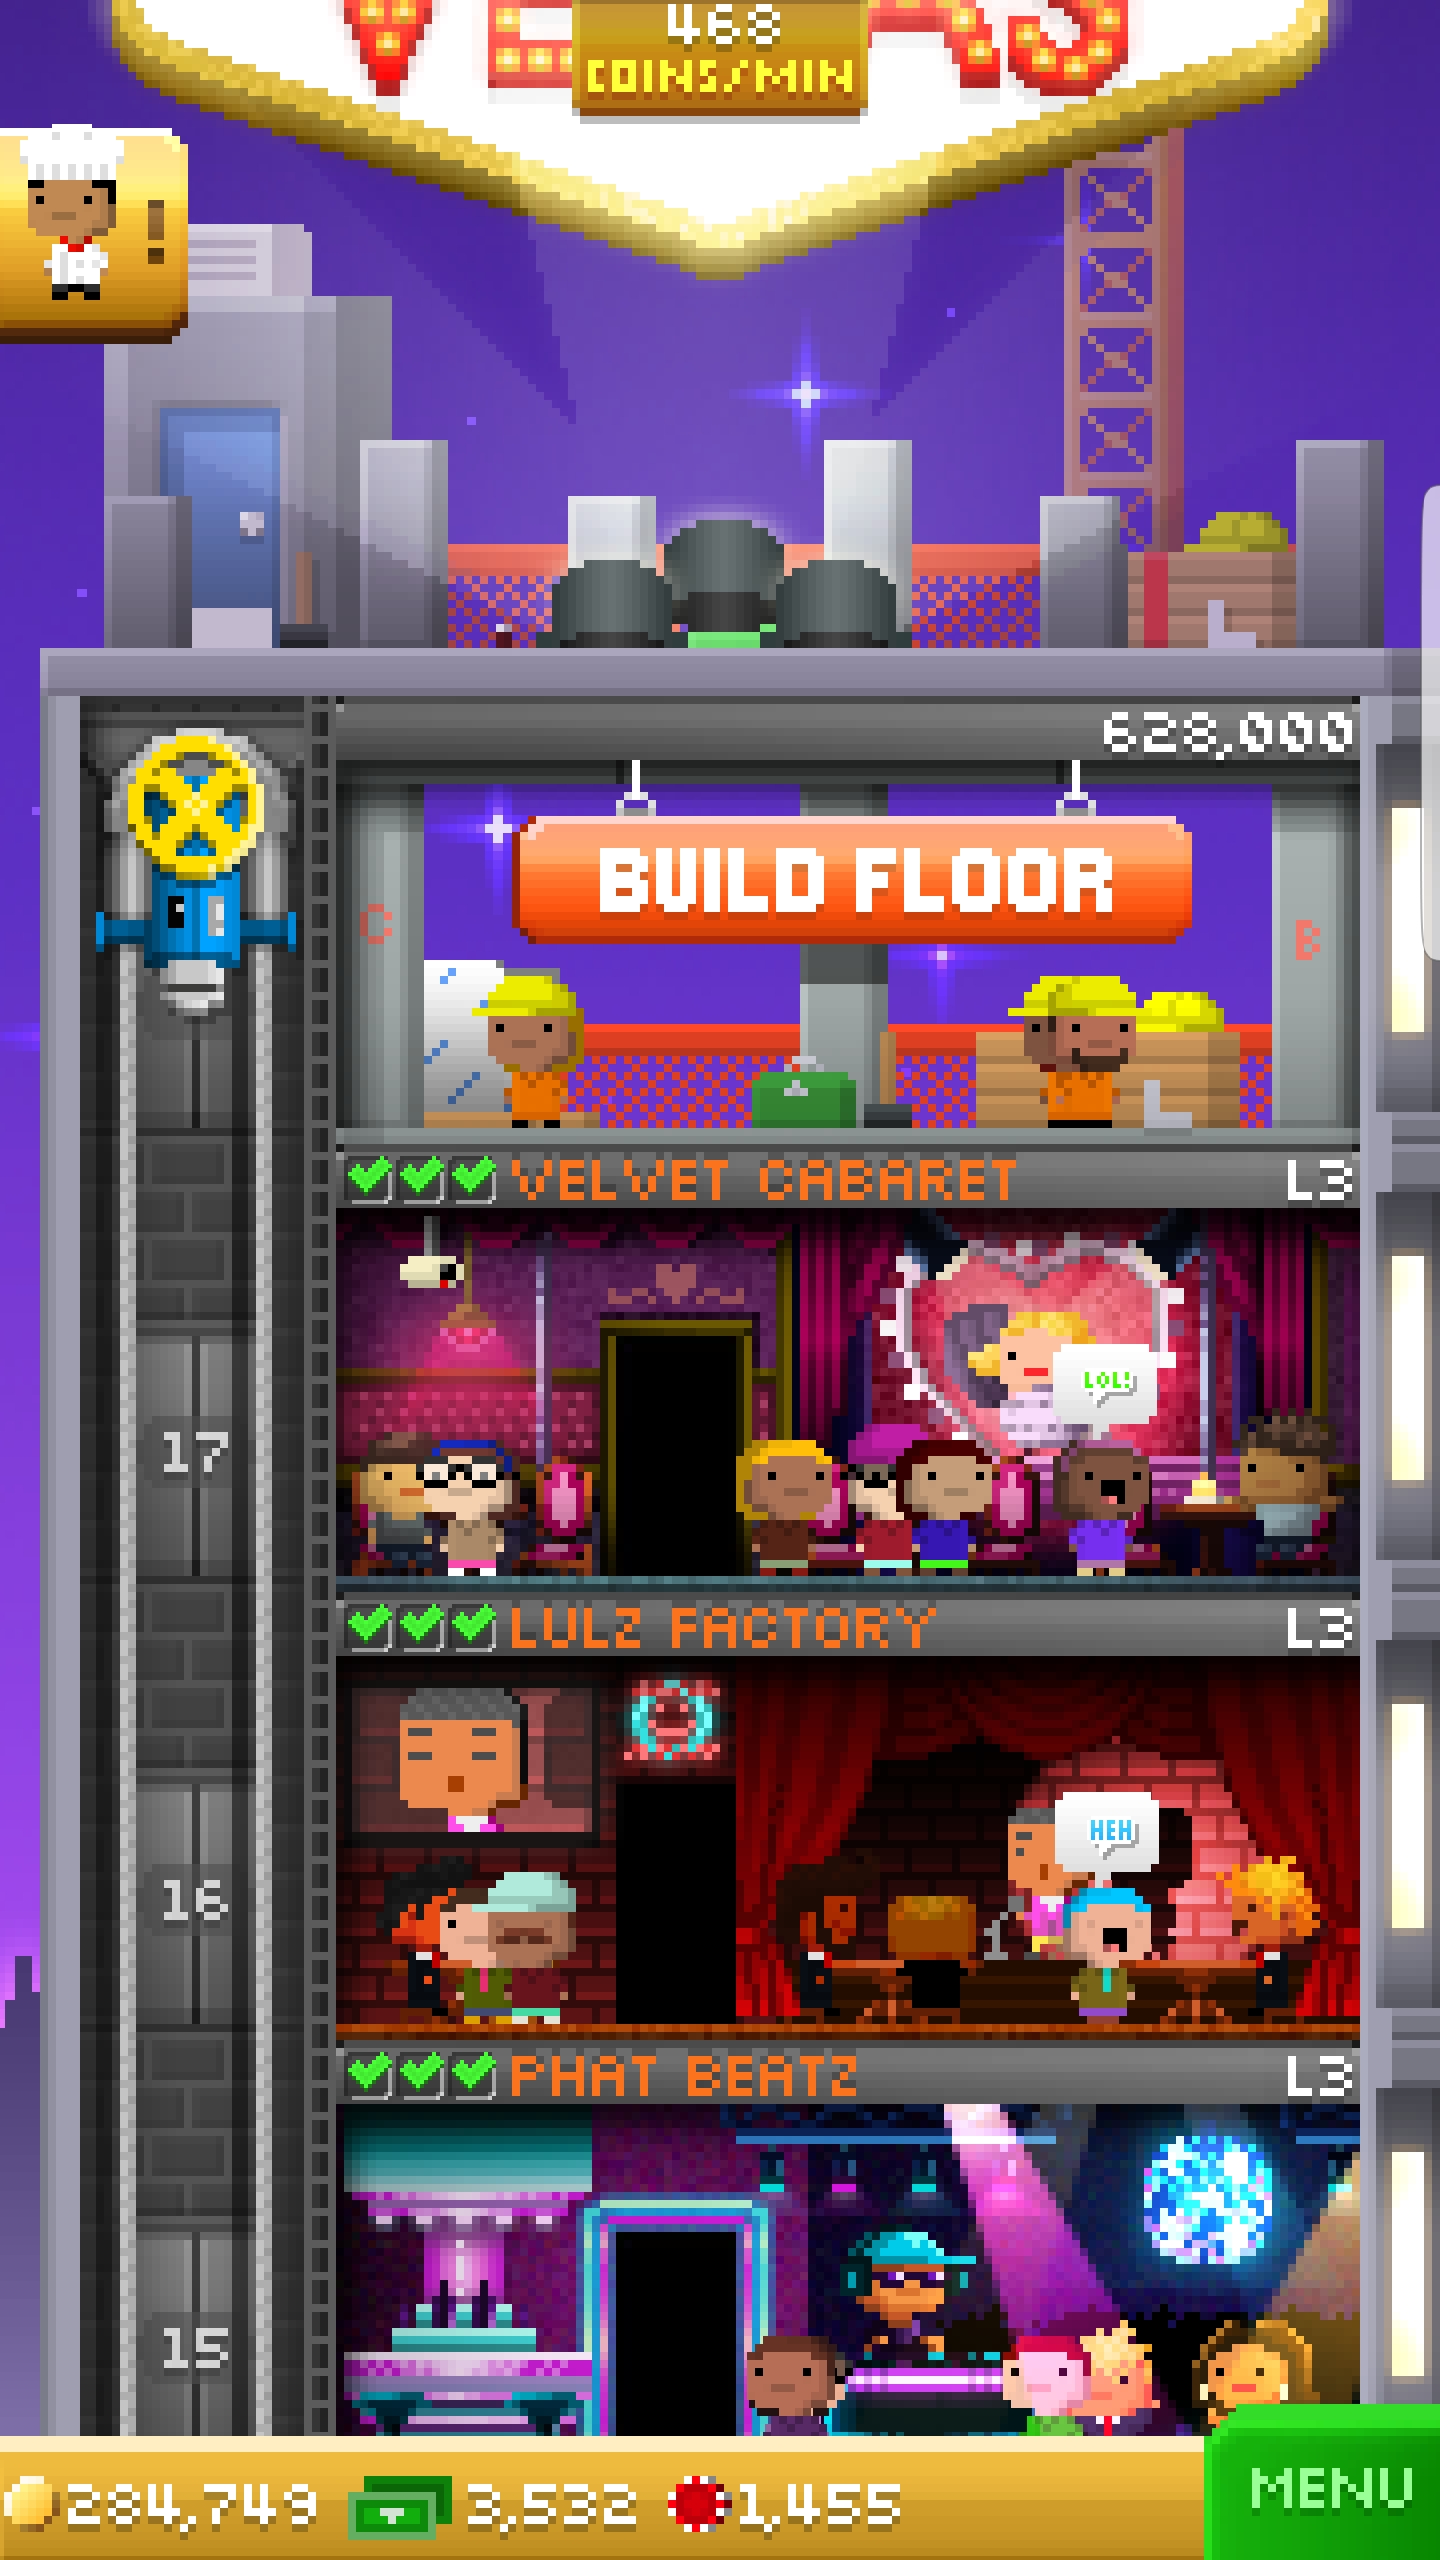 VEGAS
468
COINS/MIN
628,000
BUILD FLOOR
C
B
VELVET CABARET L3
LOL!
17
LULZ FACTORY L3
HEH
16
PHAT BEATZ L3
15
284,749 3,532 1,455 MENU